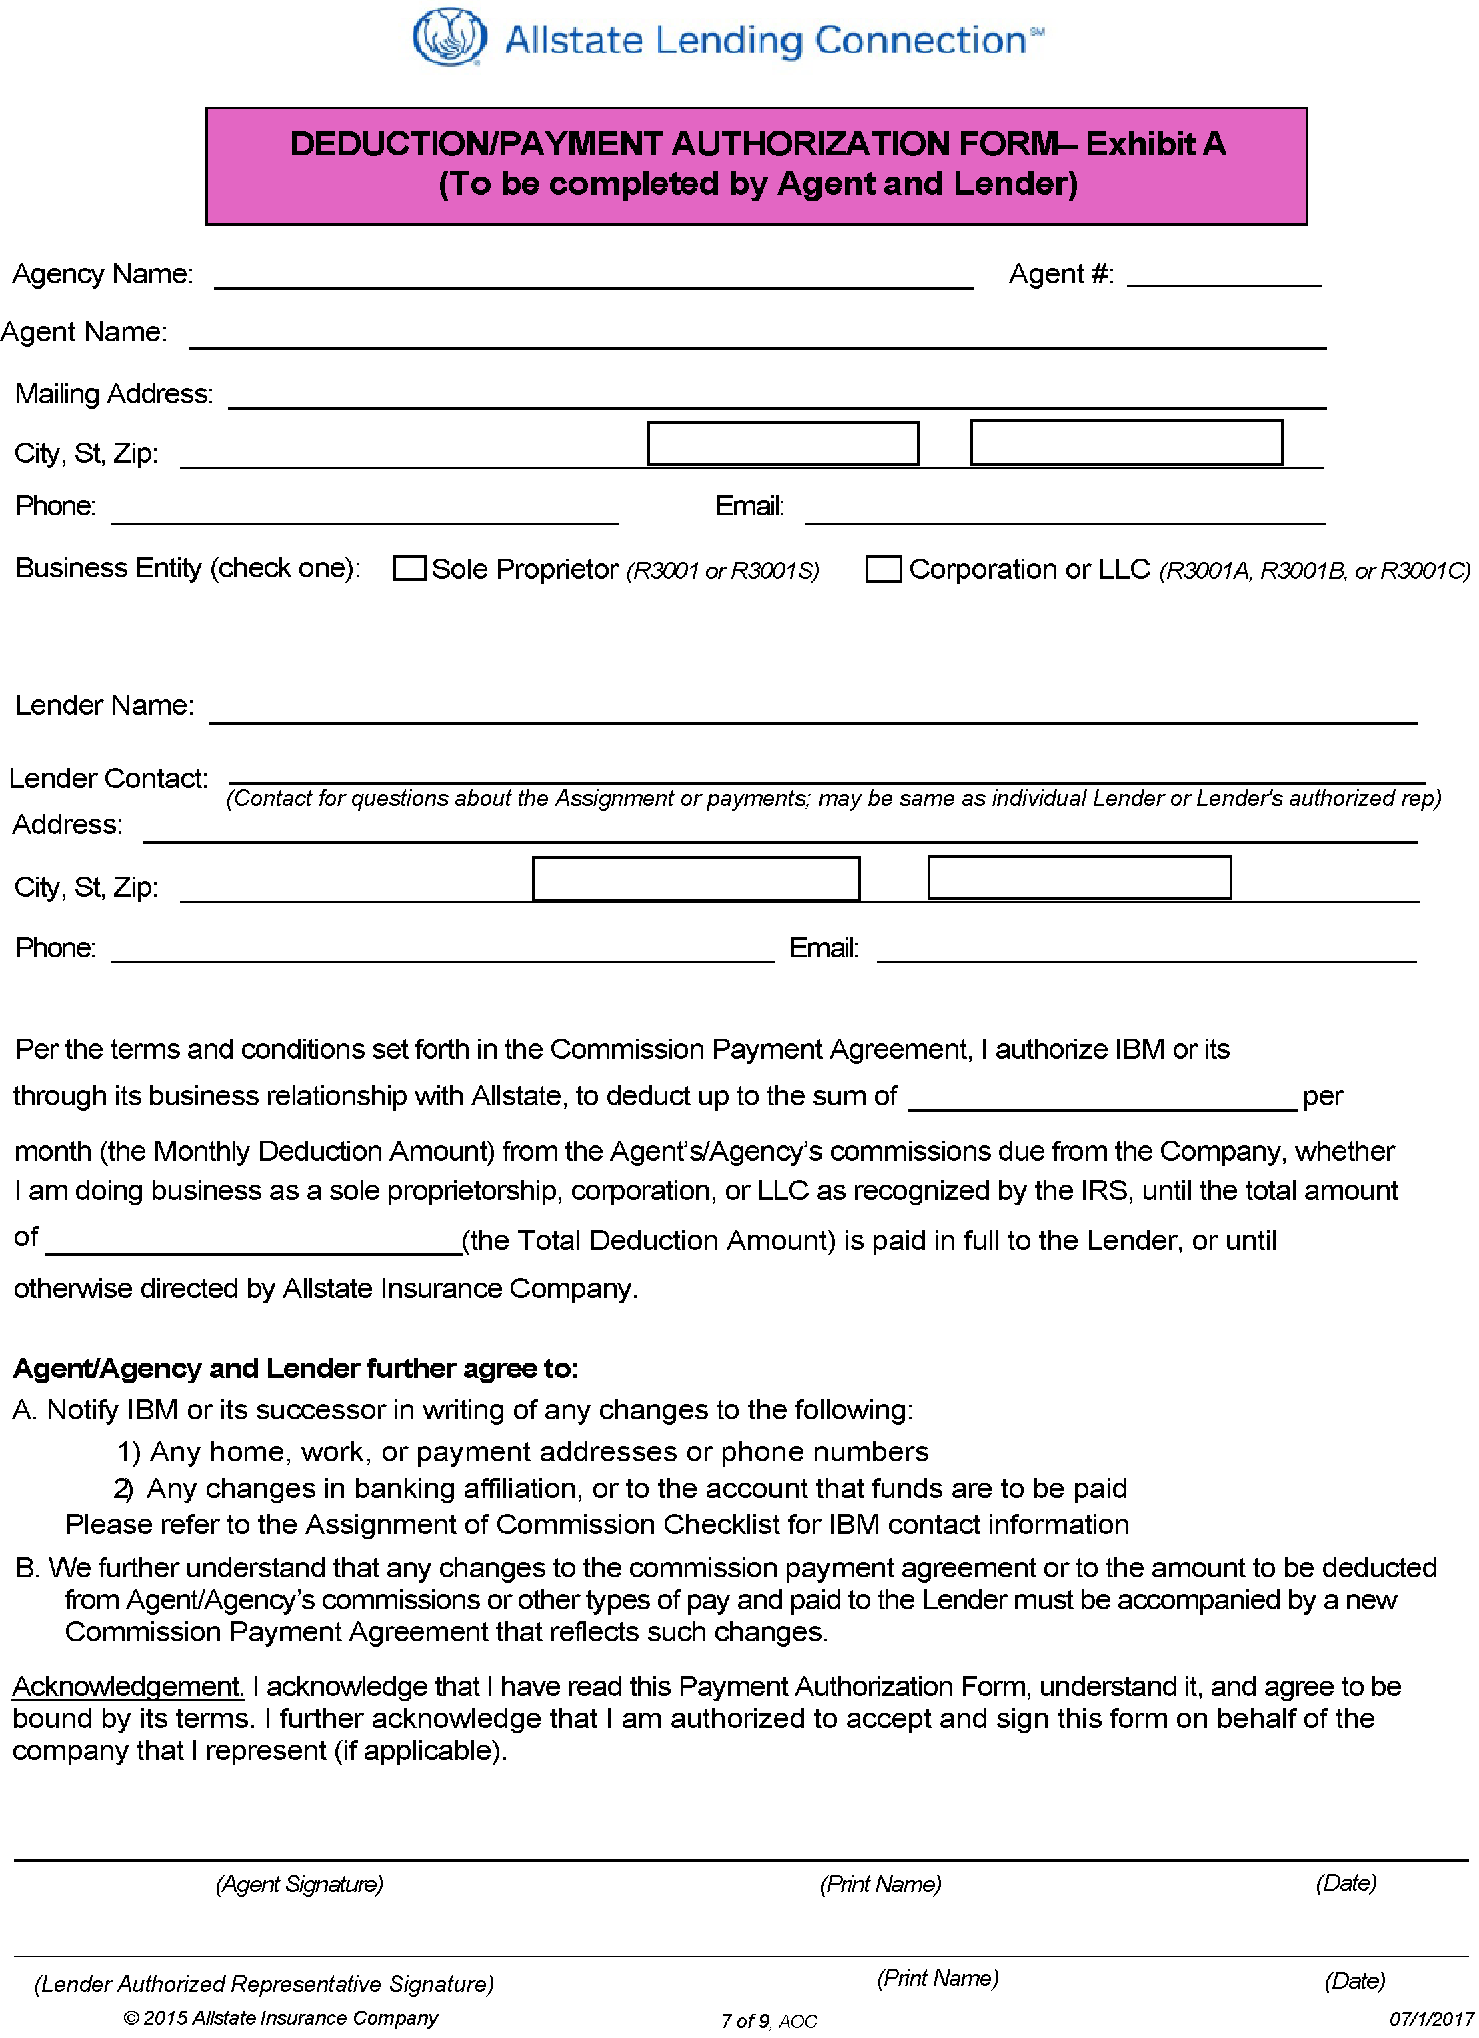 Allstate Lending Connection℠
DEDUCTION/PAYMENT AUTHORIZATION FORM– Exhibit A
(To be completed by Agent and Lender)
Agency Name: Agent #:
Agent Name:
Mailing Address:
City, St, Zip:
Phone: Email:
Business Entity (check one): Sole Proprietor (R3001 or R3001S) Corporation or LLC (R3001A, R3001B, or R3001C)
Lender Name:
Lender Contact:
(Contact for questions about the Assignment or payments; may be same as individual Lender or Lender's authorized rep)
Address:
City, St, Zip:
Phone: Email:
Per the terms and conditions set forth in the Commission Payment Agreement, I authorize IBM or its
through its business relationship with Allstate, to deduct up to the sum of per
month (the Monthly Deduction Amount) from the Agent’s/Agency’s commissions due from the Company, whether
I am doing business as a sole proprietorship, corporation, or LLC as recognized by the IRS, until the total amount
of (the Total Deduction Amount) is paid in full to the Lender, or until
otherwise directed by Allstate Insurance Company.
Agent/Agency and Lender further agree to:
A. Notify IBM or its successor in writing of any changes to the following:
1) Any home, work, or payment addresses or phone numbers
2) Any changes in banking affiliation, or to the account that funds are to be paid
Please refer to the Assignment of Commission Checklist for IBM contact information
B. We further understand that any changes to the commission payment agreement or to the amount to be deducted
from Agent/Agency’s commissions or other types of pay and paid to the Lender must be accompanied by a new
Commission Payment Agreement that reflects such changes.
Acknowledgement. I acknowledge that I have read this Payment Authorization Form, understand it, and agree to be
bound by its terms. I further acknowledge that I am authorized to accept and sign this form on behalf of the
company that I represent (if applicable).
(Agent Signature) (Print Name) (Date)
(Lender Authorized Representative Signature) (Print Name) (Date)
© 2015 Allstate Insurance Company 7 of 9, AOC 07/1/2017